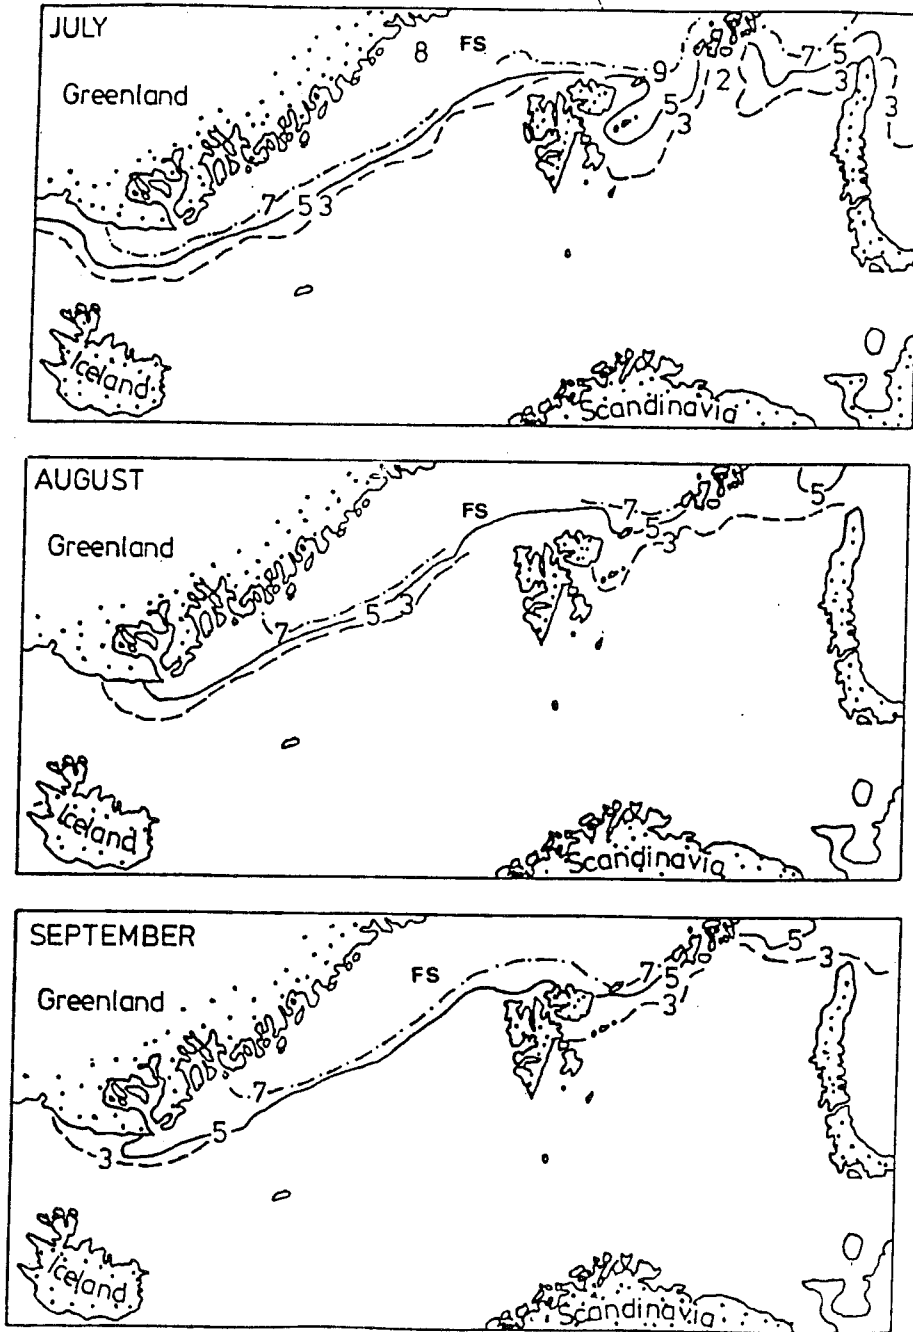 JULY
8 FS
Greenland
9 7 5
2 3
5 3
3
7 5 3
Iceland
Scandinavia
AUGUST
FS
7 5
Greenland
5
3
5 3
7
Iceland
Scandinavia
SEPTEMBER
FS
7 5
5
3
Greenland
3
7
5
3
Iceland
Scandinavia